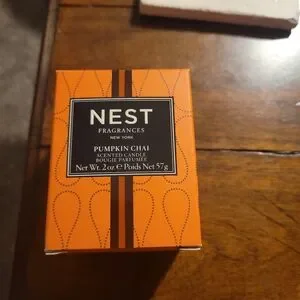 NEST
FRAGRANCES
NEW YORK
PUMPKIN CHAI
SCENTED CANDLE
BOUGIE PARFUMÉE
Net Wt. 2 oz ℮ Poids Net 57g